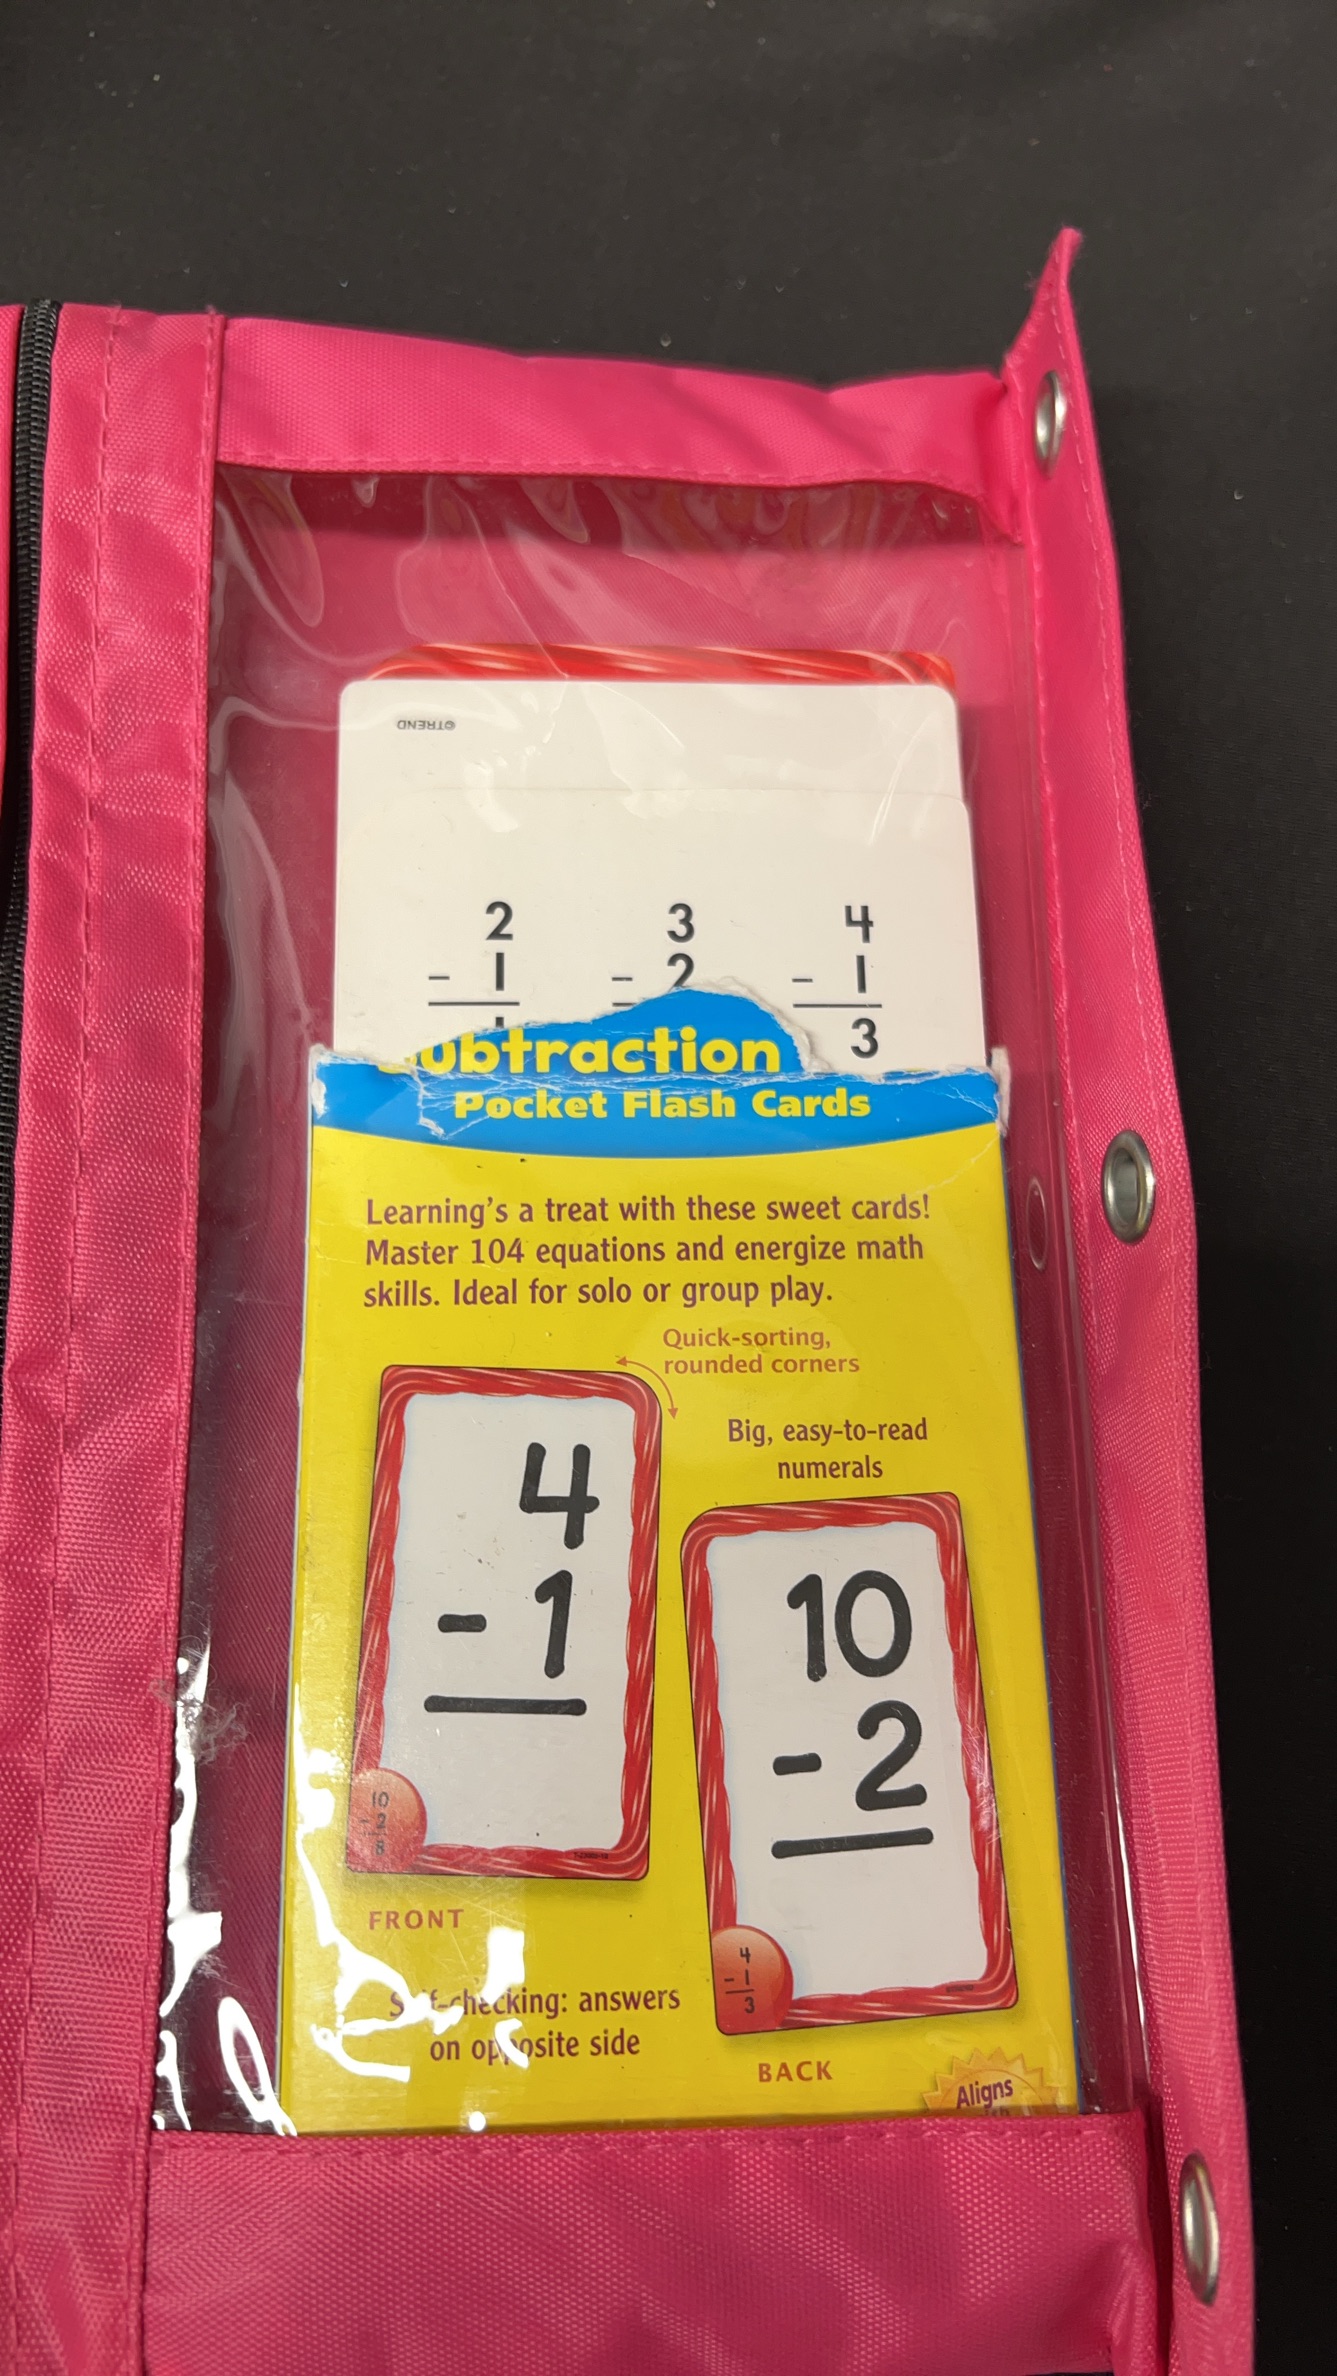 ©TREND
2 3 4
- 1 - 2 - 1
3
Subtraction
Pocket Flash Cards
Learning's a treat with these sweet cards!
Master 104 equations and energize math
skills. Ideal for solo or group play.
Quick-sorting,
rounded corners
Big, easy-to-read
numerals
4
- 1
10
- 2
8
FRONT
10
- 2
4
- 1
3
BACK
Self-checking: answers
on opposite side
Aligns